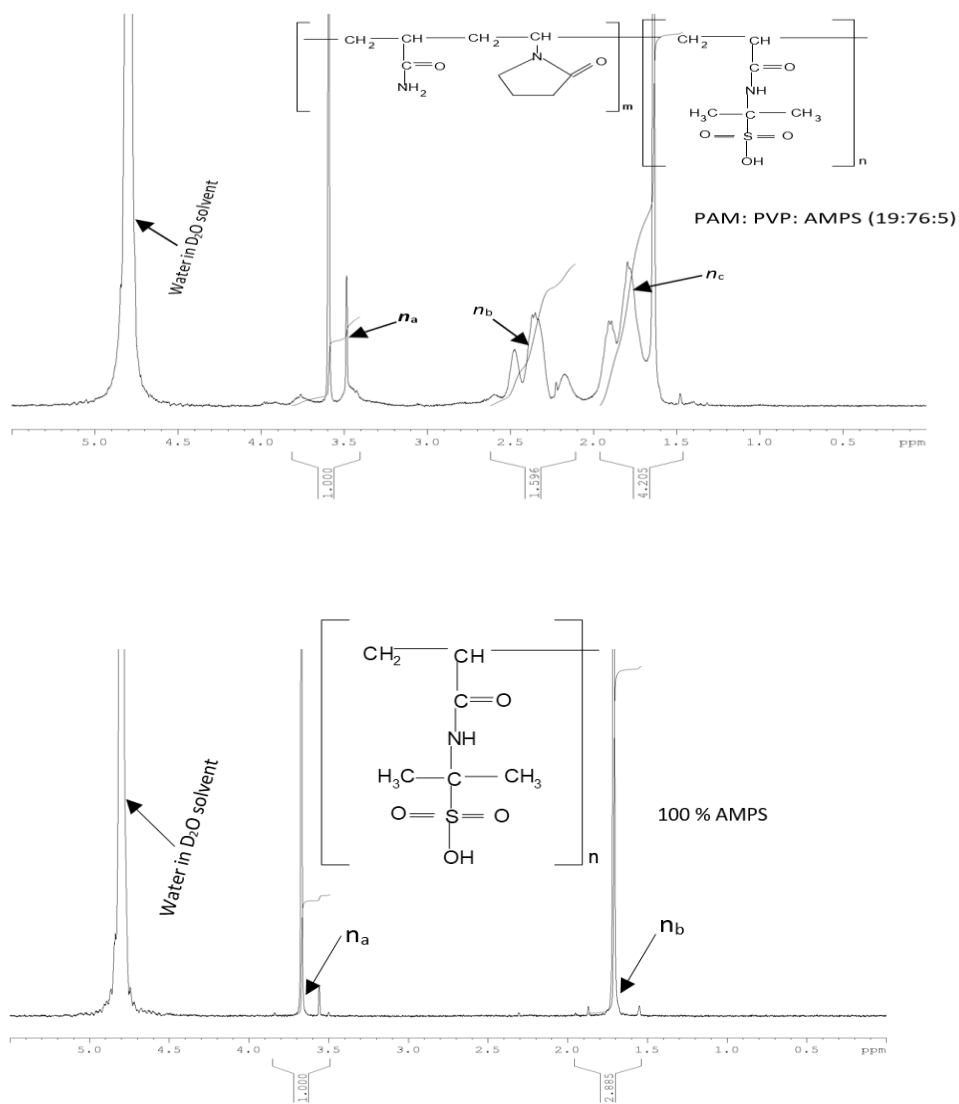 CH2 CH CH2 CH CH2 CH
C=O N O C=O
NH2 NH
m
H3C C CH3
O = S = O
OH
n
PAM: PVP: AMPS (19:76:5)
Water in D2O solvent
na
nb
nc
5.0 4.5 4.0 3.5 3.0 2.5 2.0 1.5 1.0 0.5 ppm
1.000 1.596 4.205
CH2 CH
C=O
NH
H3C C CH3
O = S = O
OH
n
100 % AMPS
Water in D2O solvent
na
nb
5.0 4.5 4.0 3.5 3.0 2.5 2.0 1.5 1.0 ppm
1.000 2.885